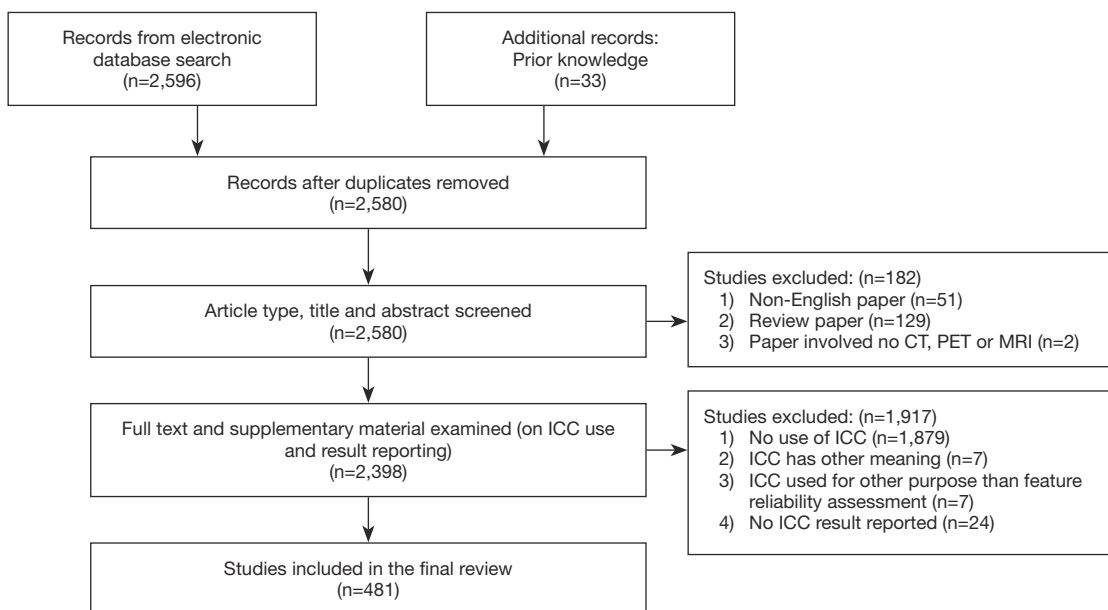 Records from electronic
database search
(n=2,596)
Additional records:
Prior knowledge
(n=33)
Records after duplicates removed
(n=2,580)
Article type, title and abstract screened
(n=2,580)
Studies excluded: (n=182)
1) Non-English paper (n=51)
2) Review paper (n=129)
3) Paper involved no CT, PET or MRI (n=2)
Full text and supplementary material examined (on ICC use
and result reporting)
(n=2,398)
Studies excluded: (n=1,917)
1) No use of ICC (n=1,879)
2) ICC has other meaning (n=7)
3) ICC used for other purpose than feature
reliability assessment (n=7)
4) No ICC result reported (n=24)
Studies included in the final review
(n=481)